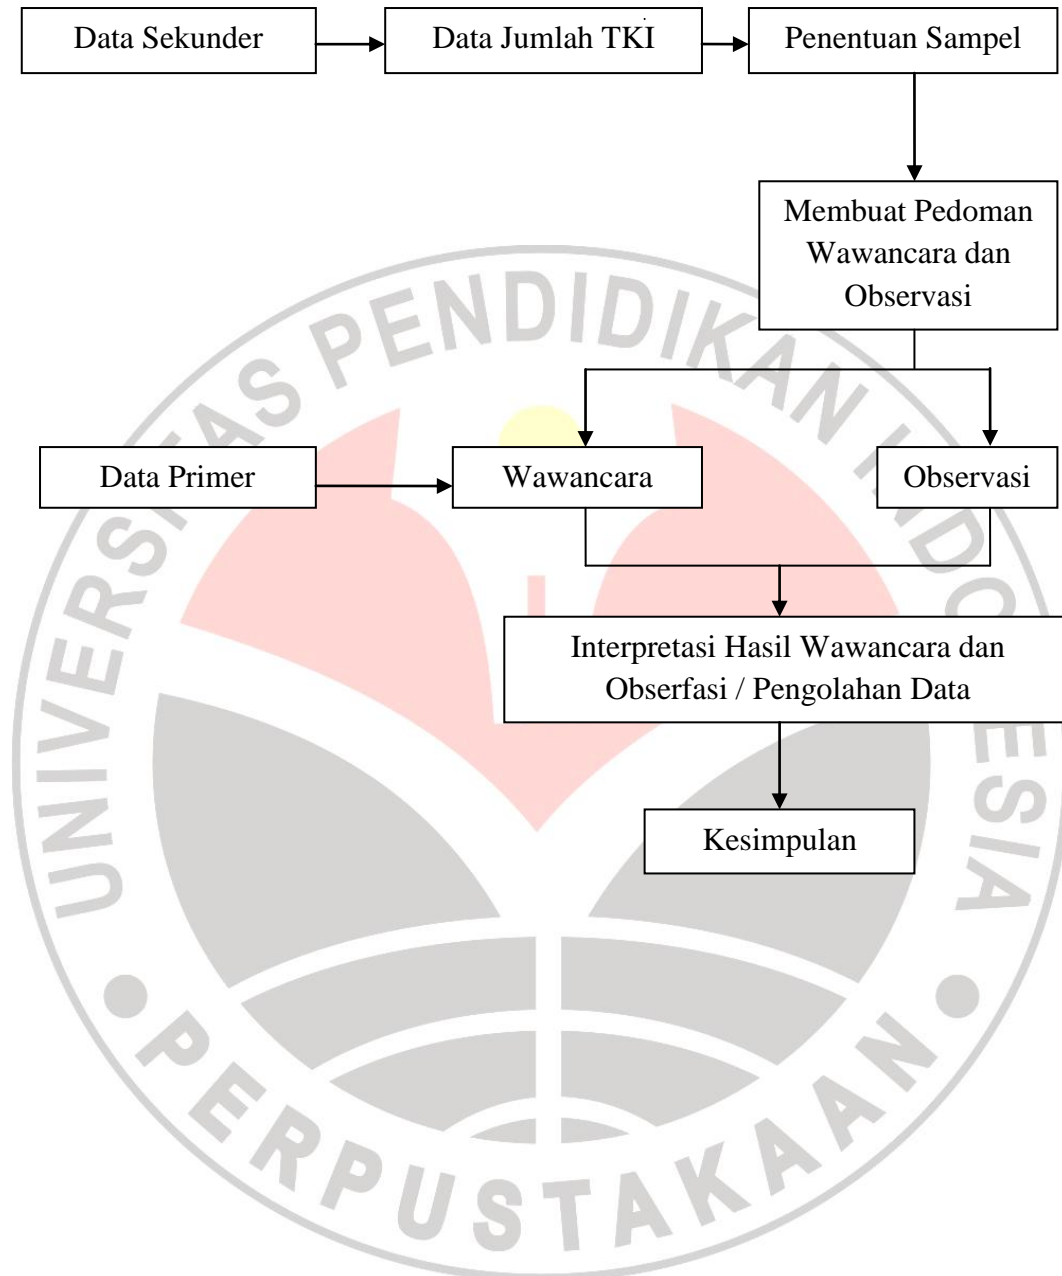 Data Sekunder
Data Jumlah TKI
Penentuan Sampel
Membuat Pedoman
Wawancara dan
Observasi
Data Primer
Wawancara
Observasi
Interpretasi Hasil Wawancara dan
Obserfasi / Pengolahan Data
Kesimpulan
UNIVERSITAS PENDIDIKAN INDONESIA
PERPUSTAKAAN